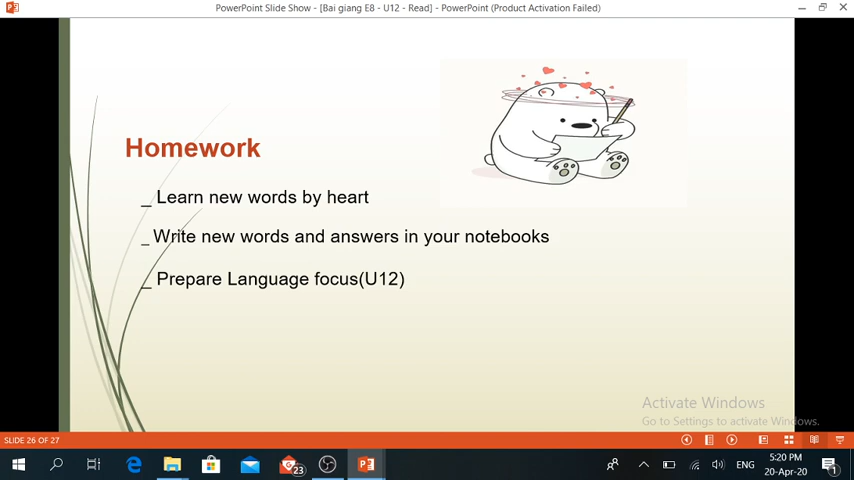 PowerPoint Slide Show - [Bai giang E8 - U12 - Read] - PowerPoint (Product Activation Failed)
Homework
_ Learn new words by heart
_ Write new words and answers in your notebooks
_ Prepare Language focus(U12)
Activate Windows
Go to Settings to activate Windows.
SLIDE 26 OF 27
23
ENG
5:20 PM
20-Apr-20
1